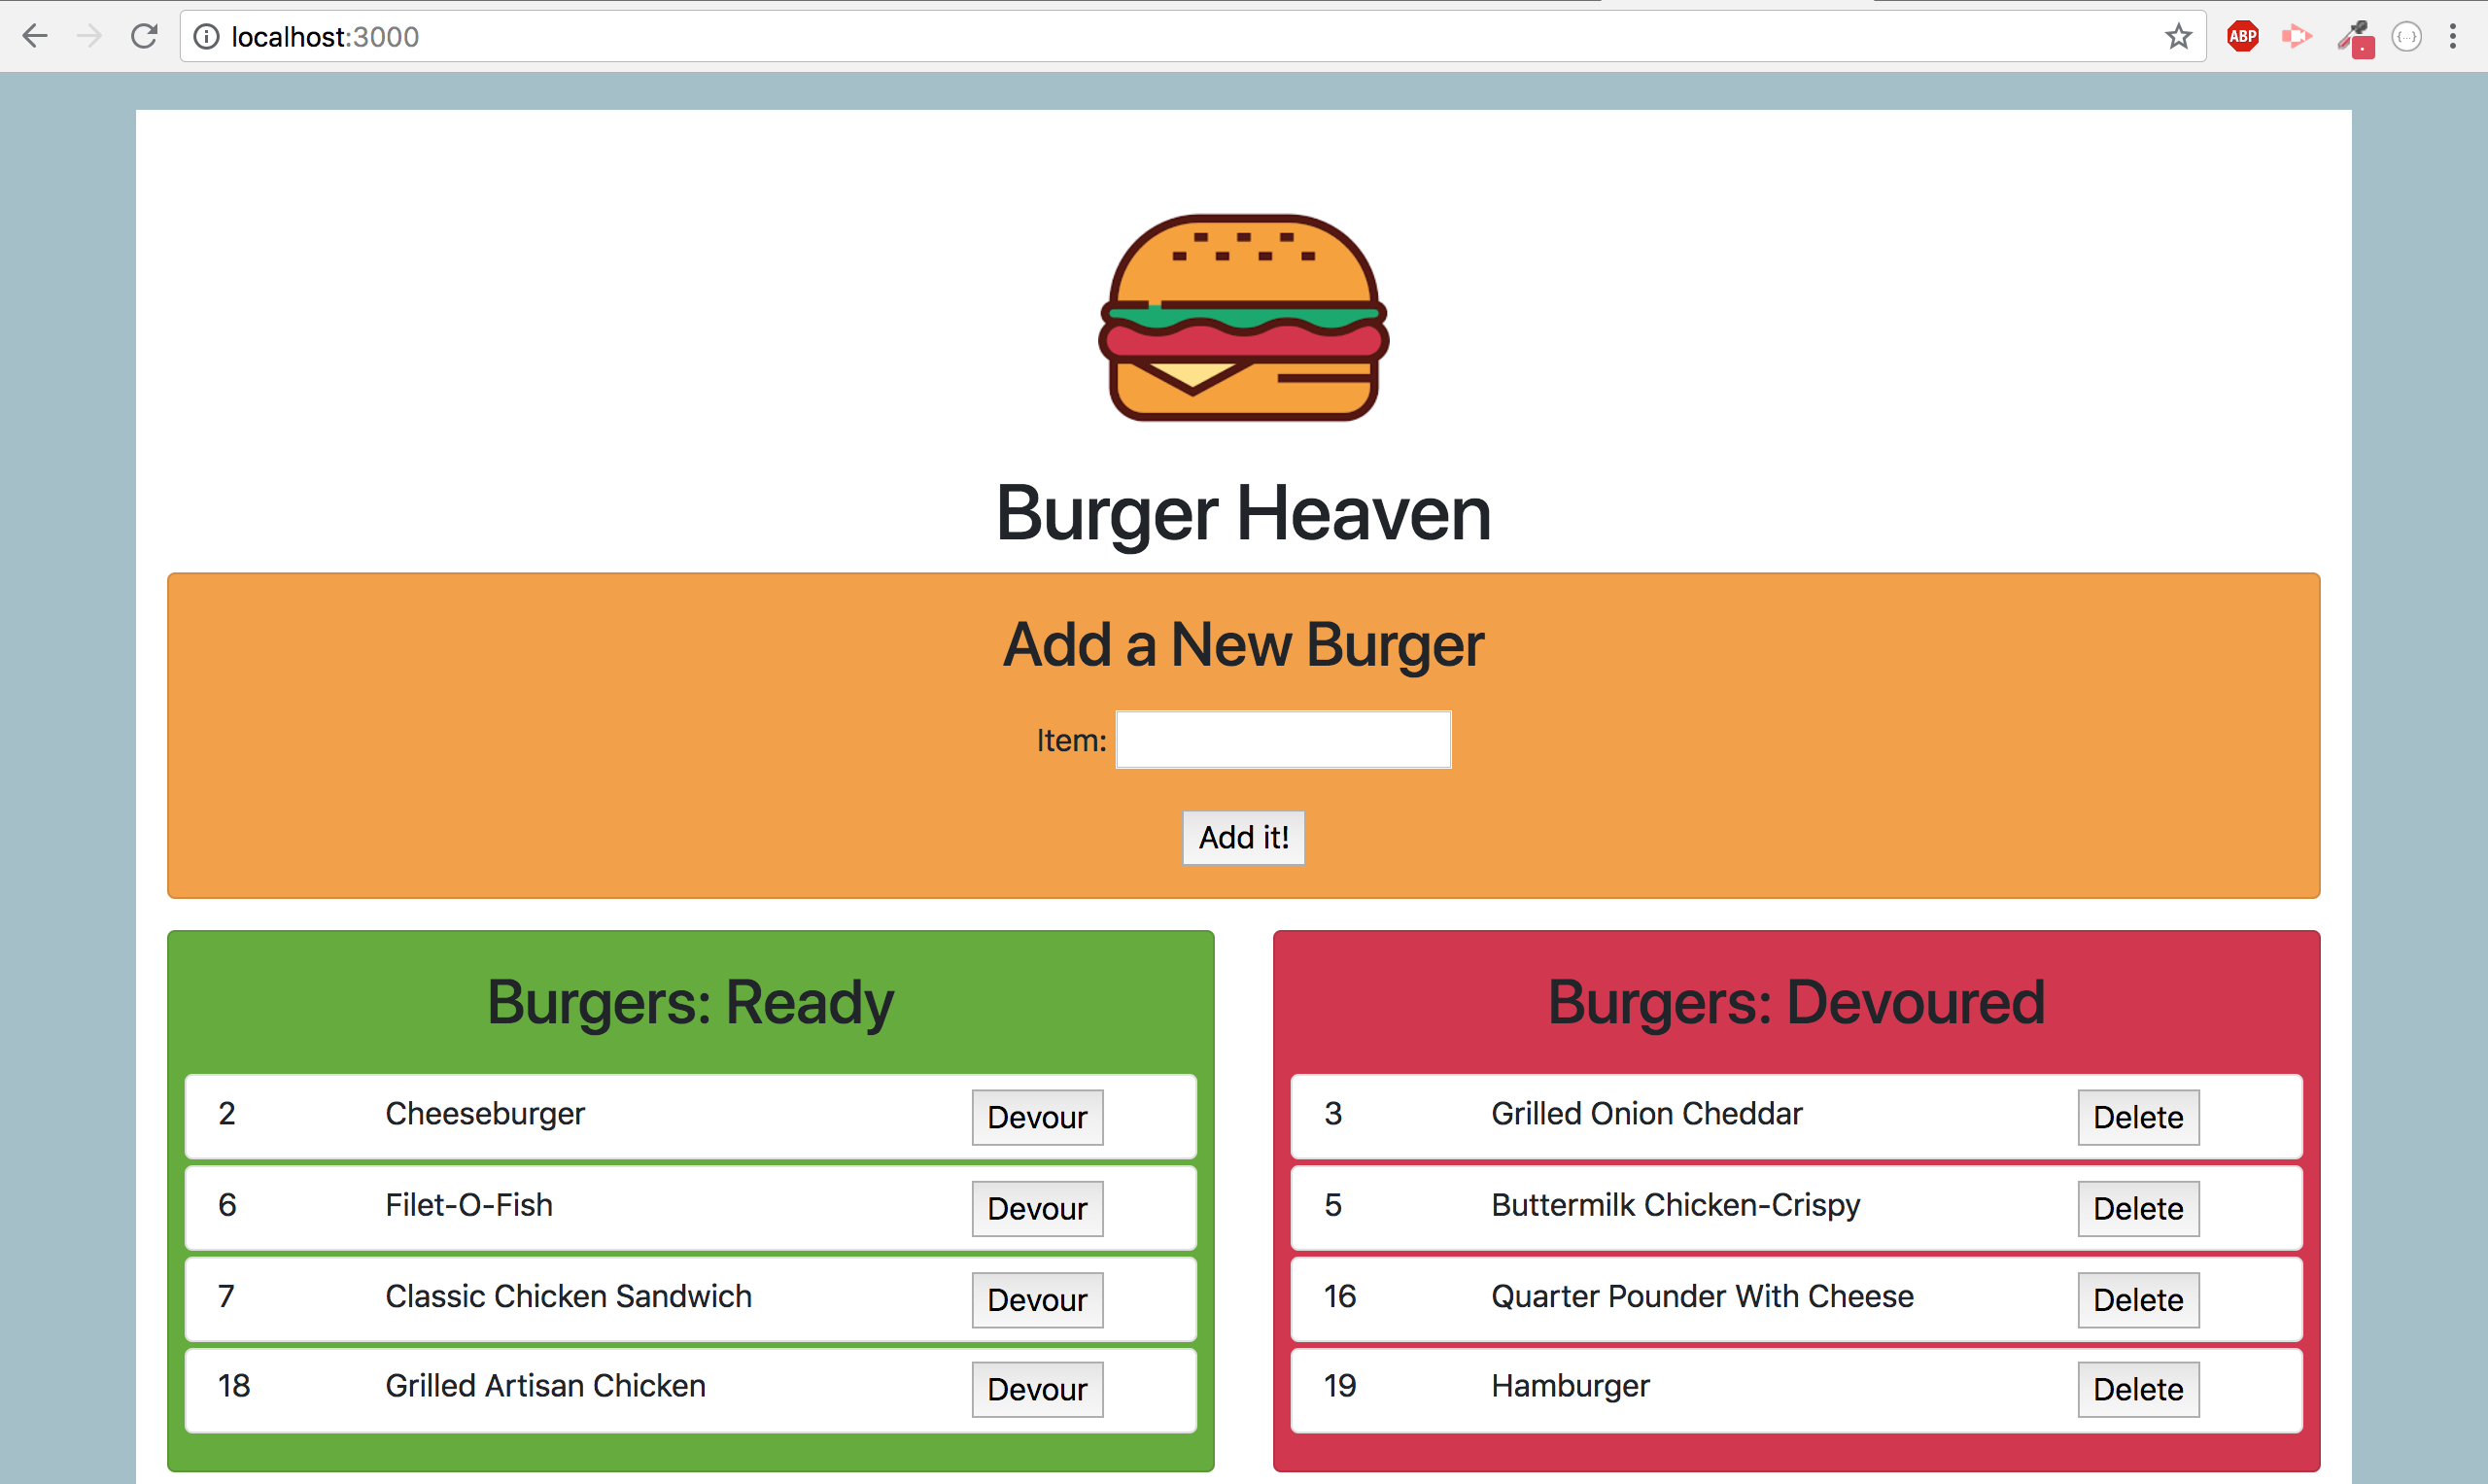 localhost:3000
ABP
{...}
Burger Heaven
Add a New Burger
Item:
Add it!
Burgers: Ready
2 Cheeseburger Devour
6 Filet-O-Fish Devour
7 Classic Chicken Sandwich Devour
18 Grilled Artisan Chicken Devour
Burgers: Devoured
3 Grilled Onion Cheddar Delete
5 Buttermilk Chicken-Crispy Delete
16 Quarter Pounder With Cheese Delete
19 Hamburger Delete